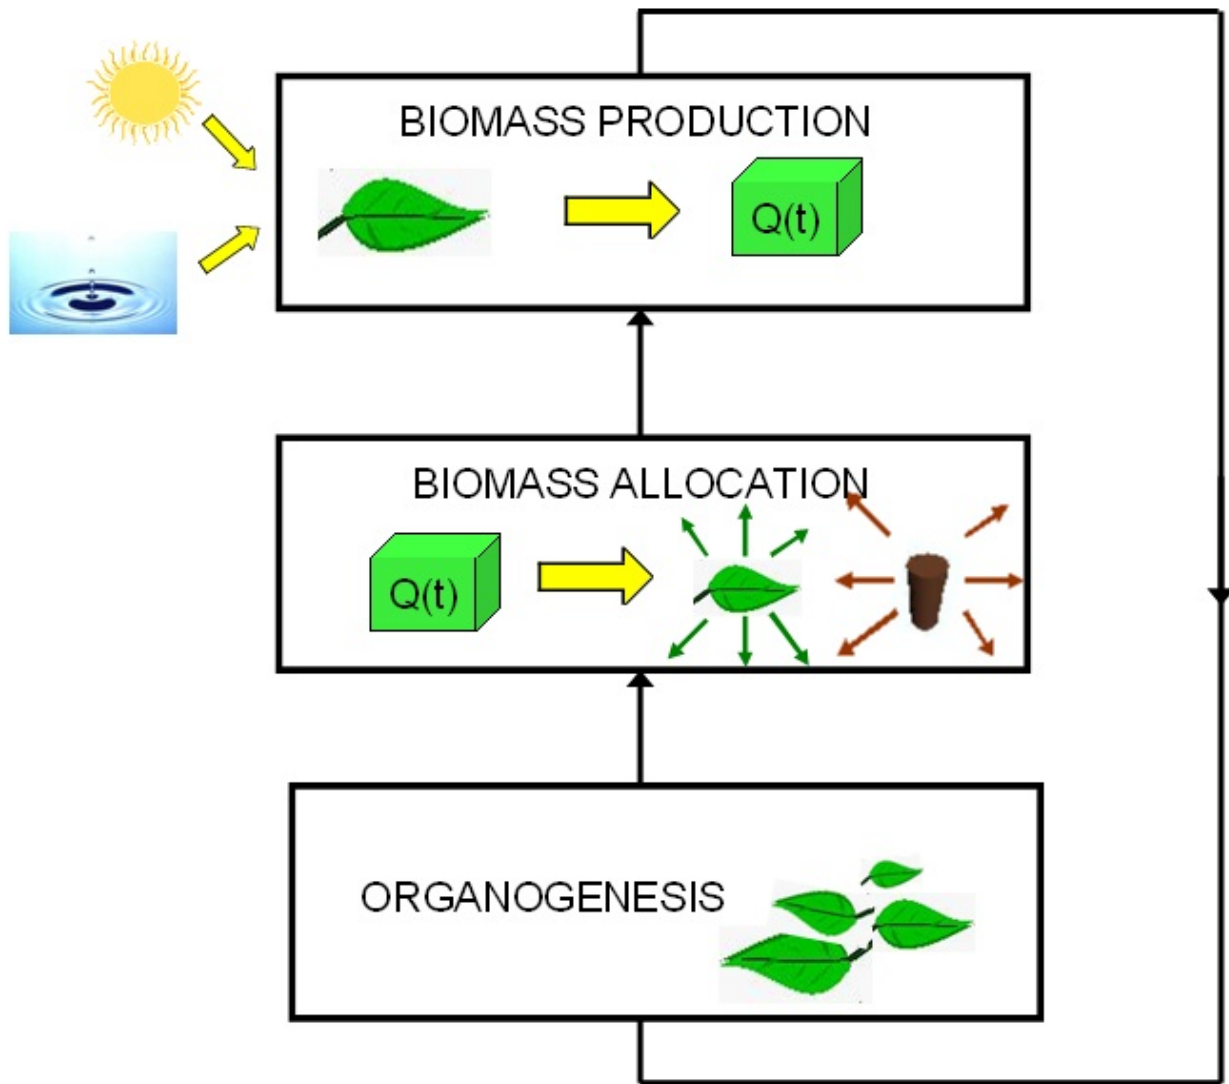 BIOMASS PRODUCTION
Q(t)
BIOMASS ALLOCATION
Q(t)
ORGANOGENESIS